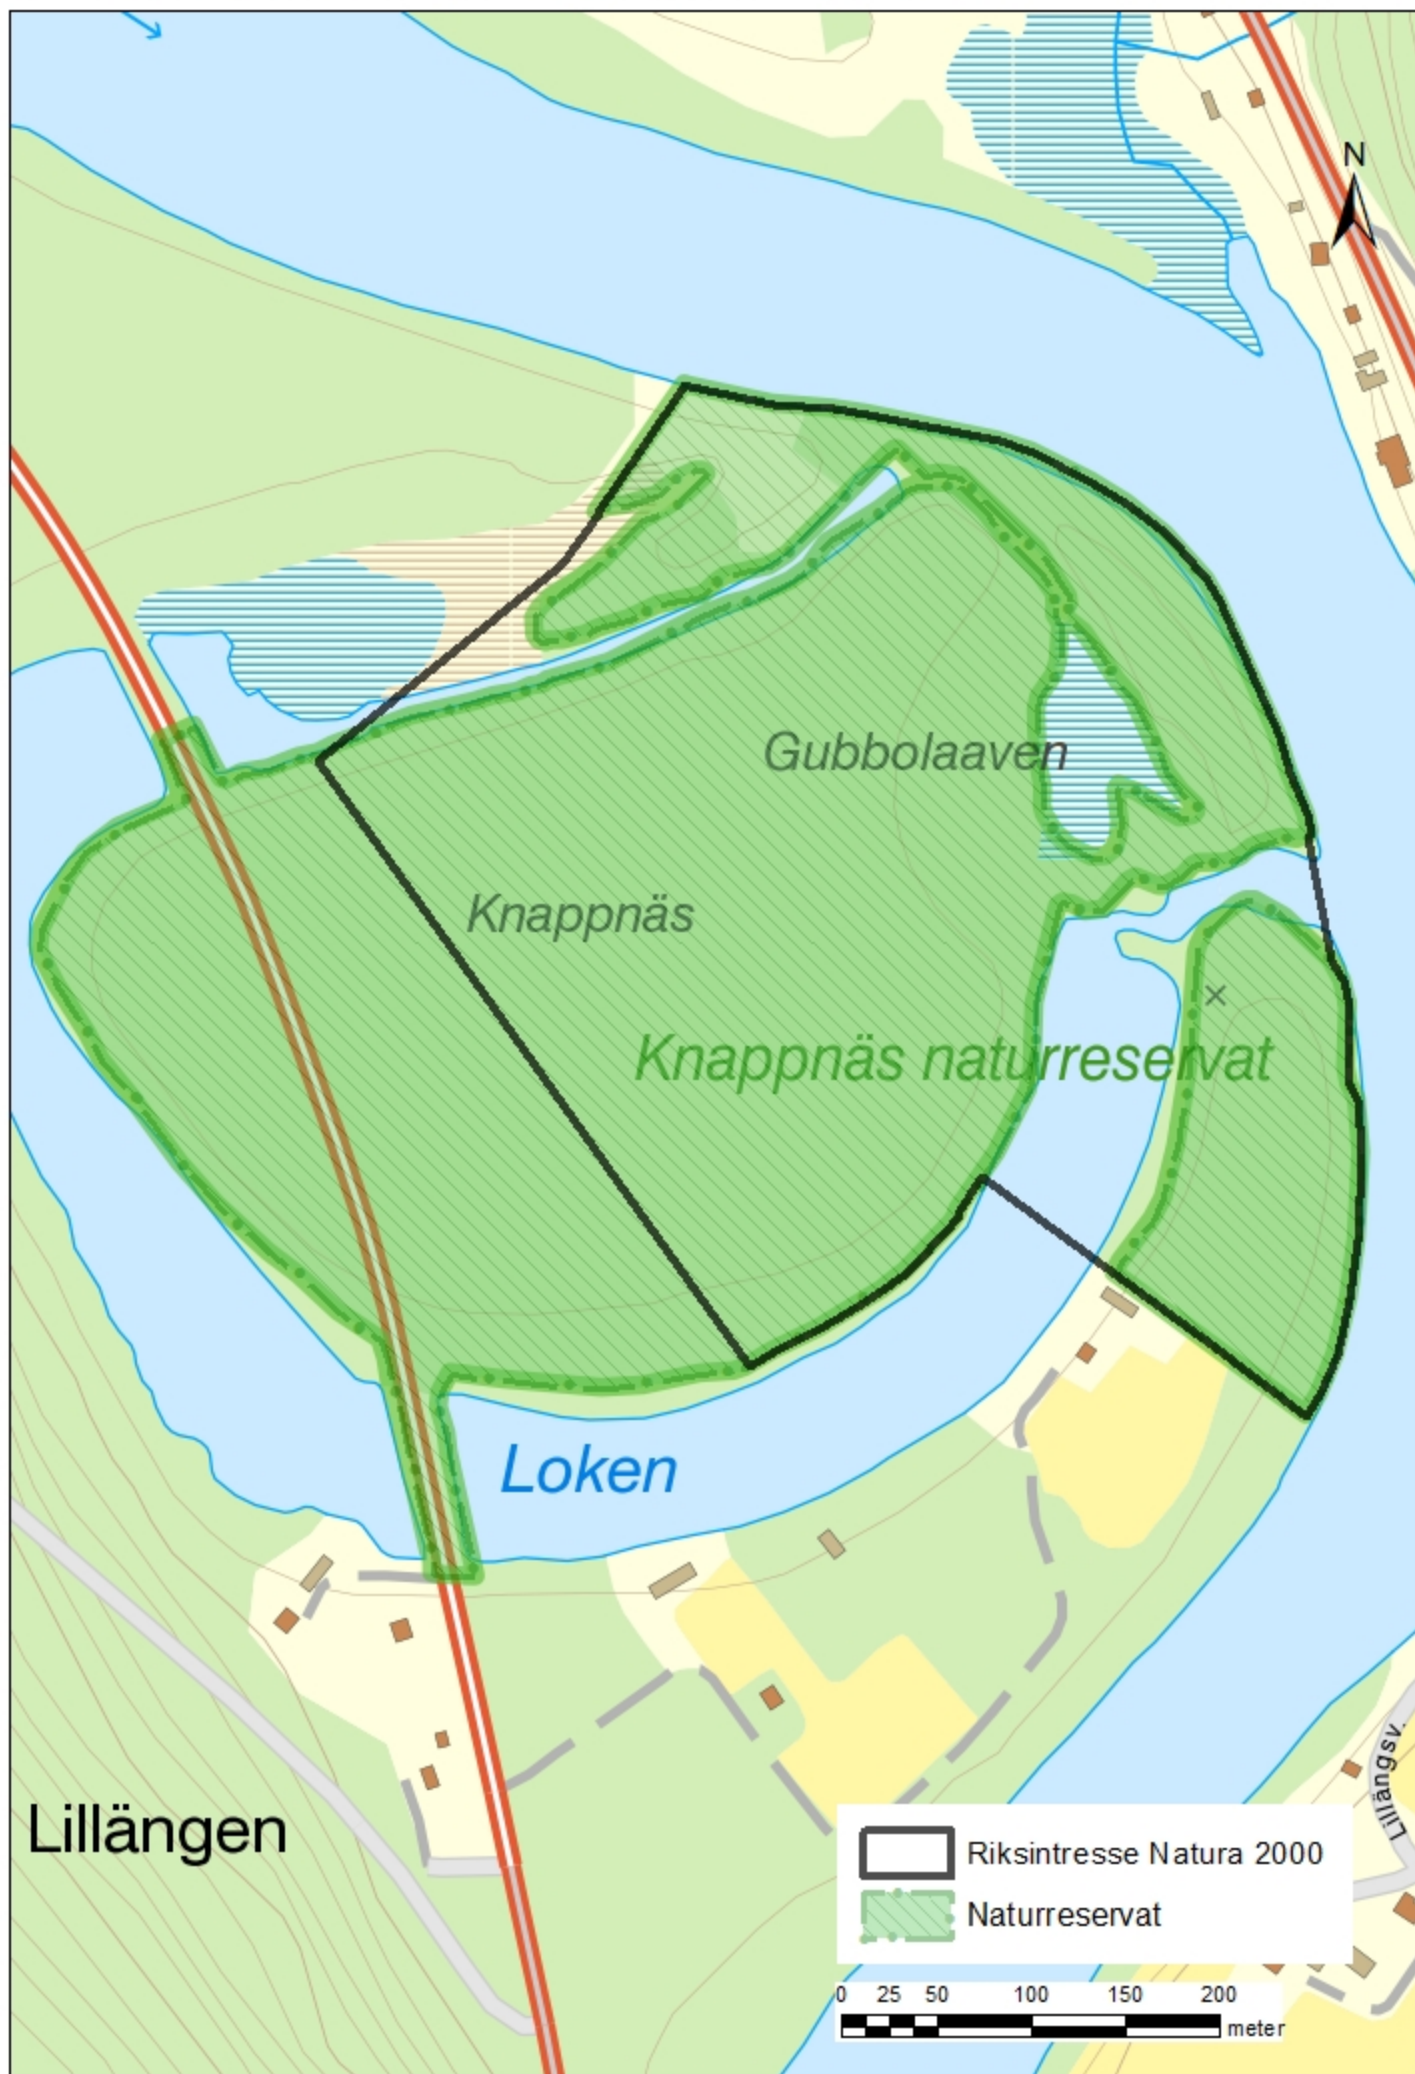 N
Gubbolaaven
Knappnäs
Knappnäs naturreservat
Loken
Lillängsv.
Lillängen
Riksintresse Natura 2000
Naturreservat
0 25 50 100 150 200
meter